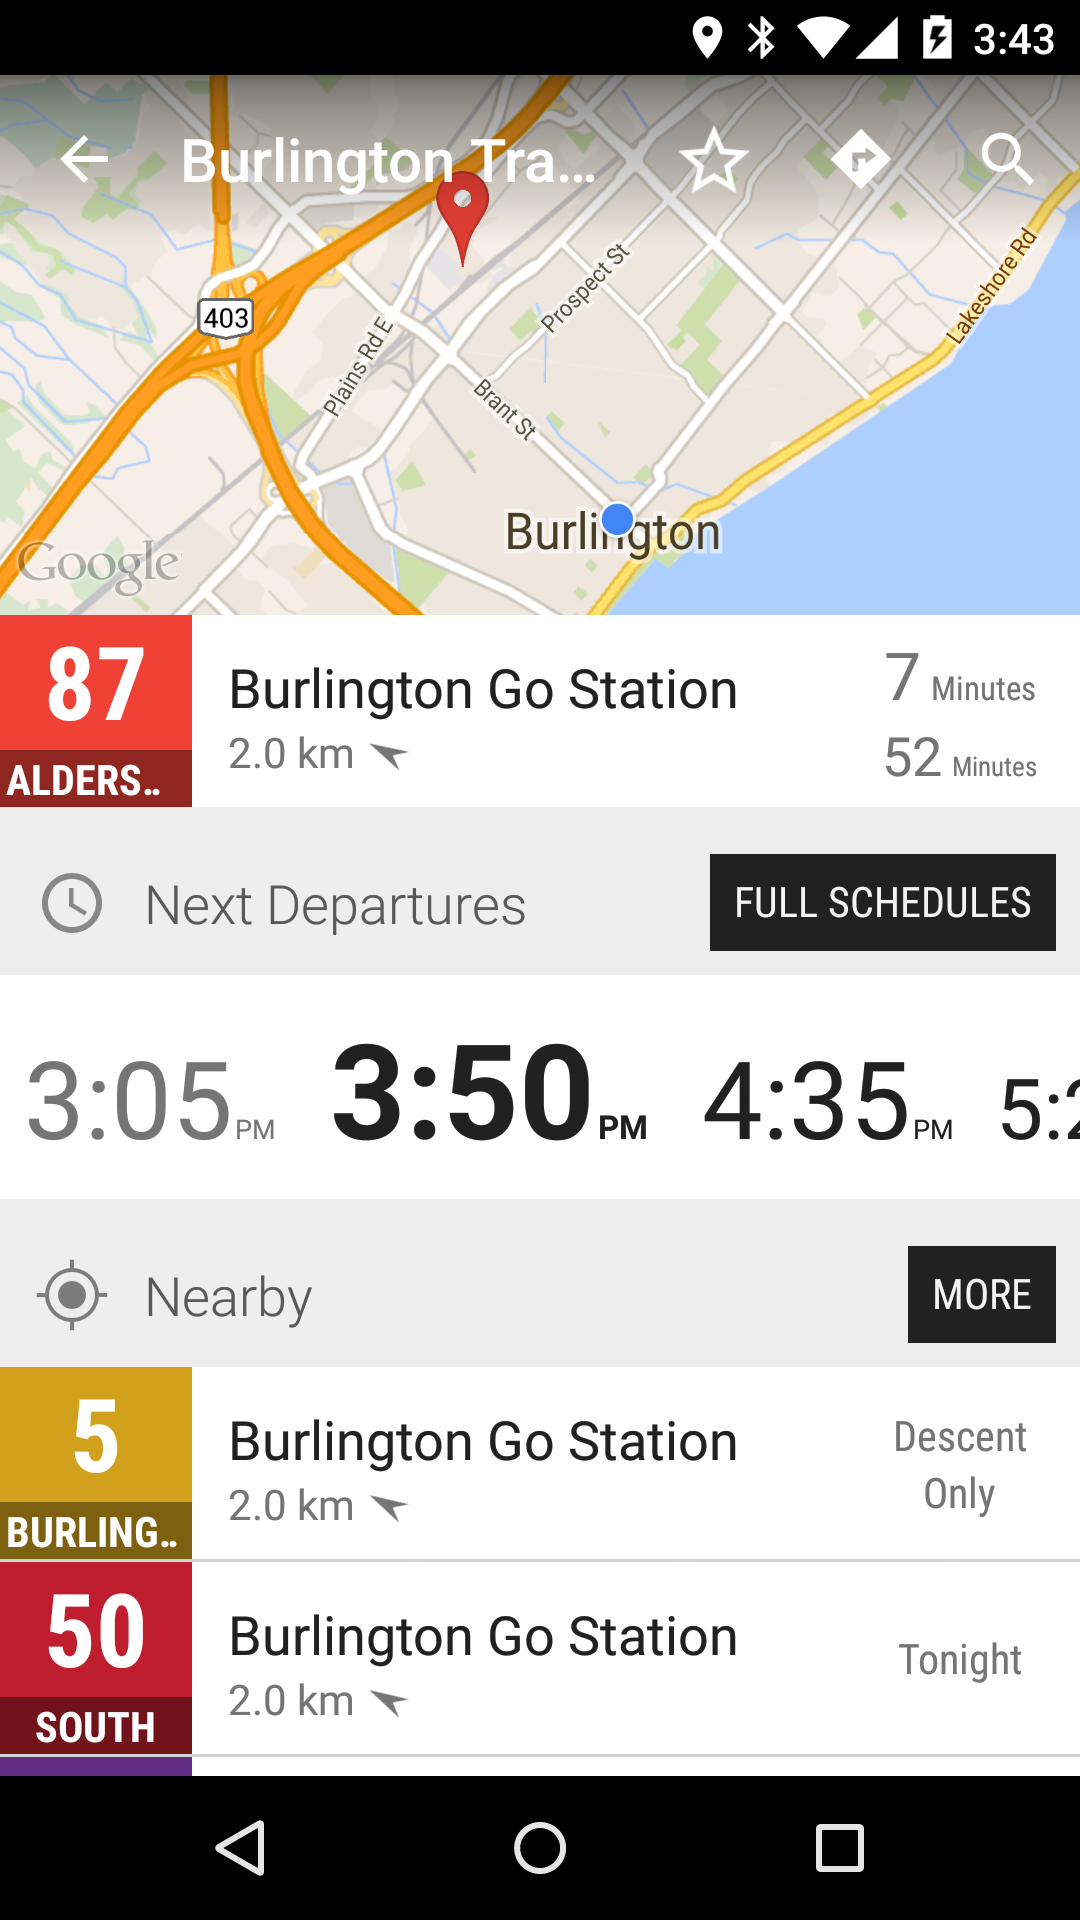 3:43
Burlington Tra...
403
Prospect St
Lakeshore Rd
Plains Rd E
Brant St
Burlington
Google
87
ALDERS..
Burlington Go Station
2.0 km
7 Minutes
52 Minutes
Next Departures
FULL SCHEDULES
3:05 PM
3:50 PM
4:35 PM
5:2
Nearby
MORE
5
BURLING..
Burlington Go Station
2.0 km
Descent
Only
50
SOUTH
Burlington Go Station
2.0 km
Tonight